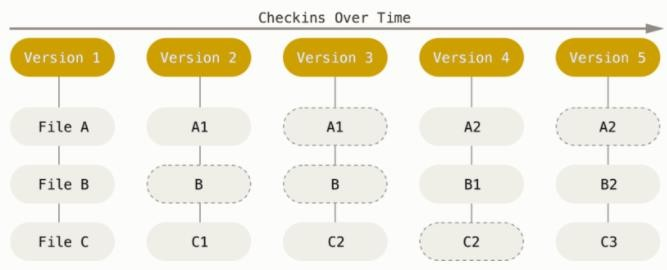 Checkins Over Time
Version 1 Version 2 Version 3 Version 4 Version 5
File A A1 A1 A2 A2
File B B B B1 B2
File C C1 C2 C2 C3